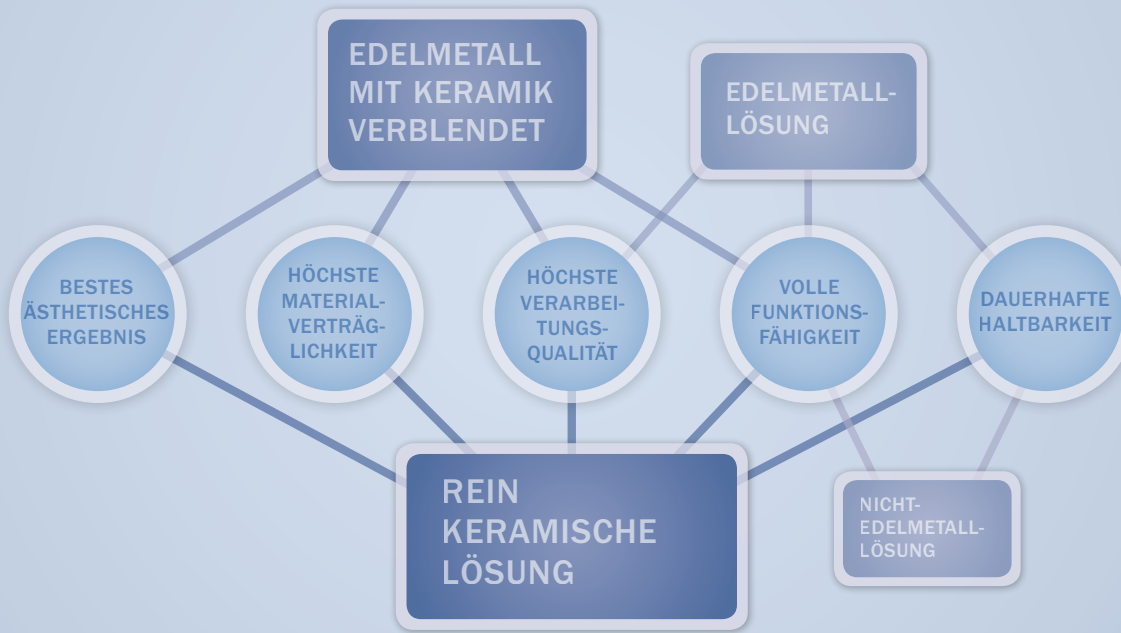 EDELMETALL
MIT KERAMIK
VERBLENDET
EDELMETALL-
LÖSUNG
BESTES
ÄSTHETISCHES
ERGEBNIS
HÖCHSTE
MATERIAL-
VERTRÄG-
LICHKEIT
HÖCHSTE
VERARBEI-
TUNGS-
QUALITÄT
VOLLE
FUNKTIONS-
FÄHIGKEIT
DAUERHAFTE
HALTBARKEIT
REIN
KERAMISCHE
LÖSUNG
NICHT-
EDELMETALL-
LÖSUNG